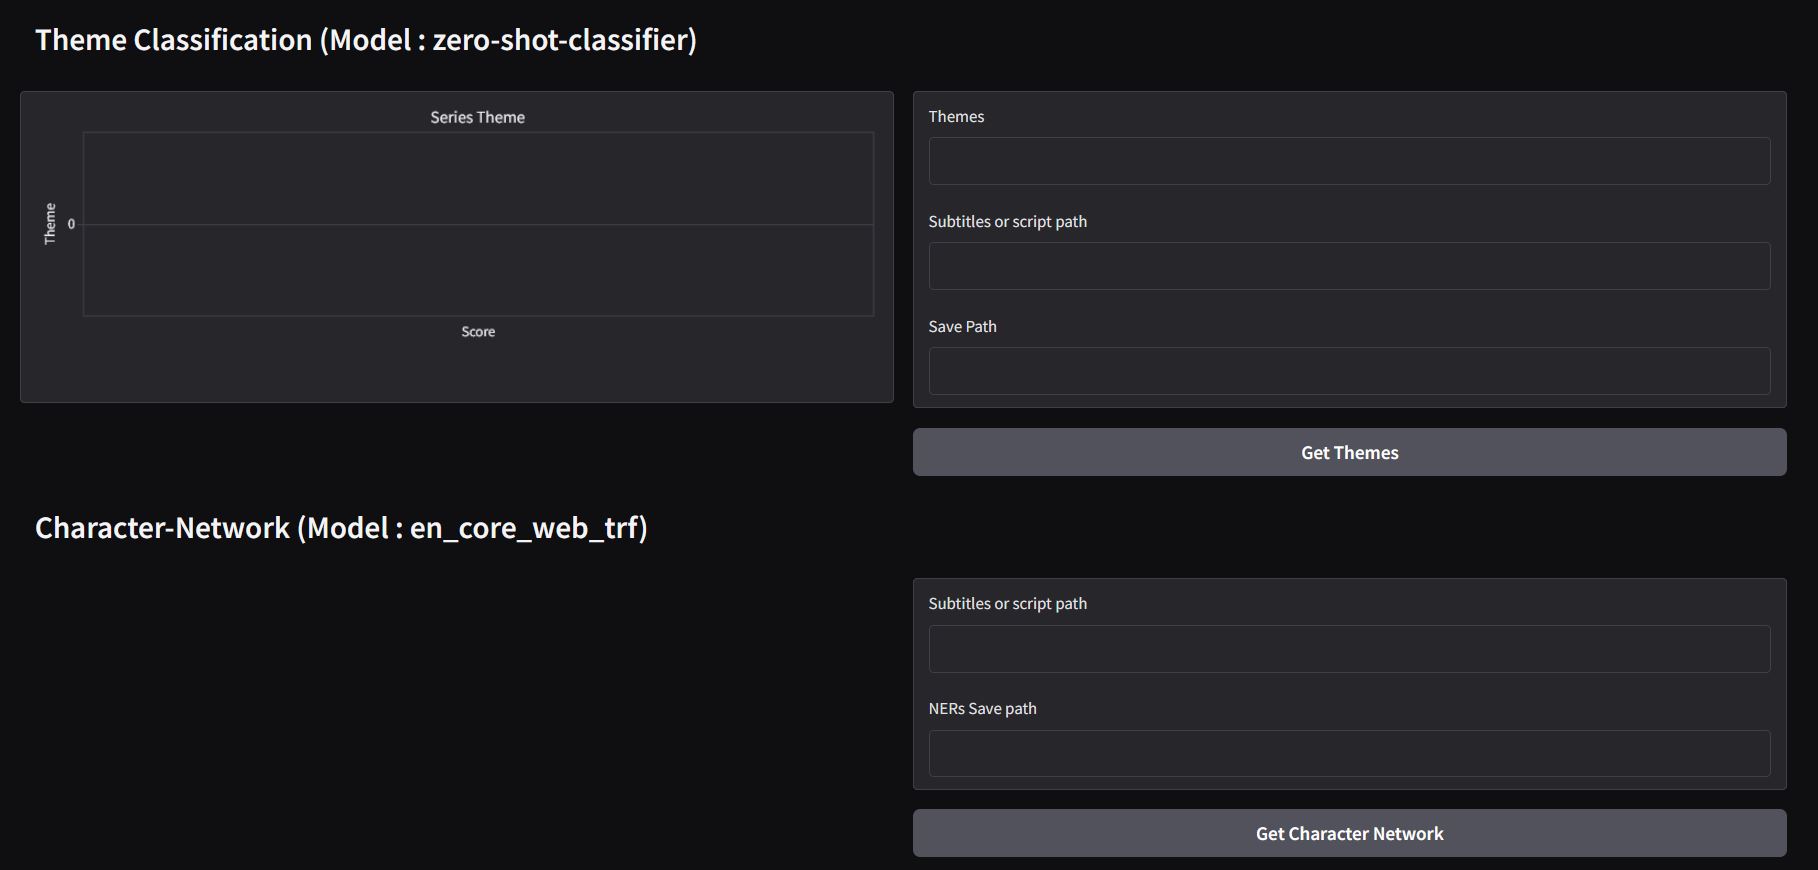 Theme Classification (Model : zero-shot-classifier)
Series Theme
Theme
0
Score
Themes
Subtitles or script path
Save Path
Get Themes
Character-Network (Model : en_core_web_trf)
Subtitles or script path
NERs Save path
Get Character Network